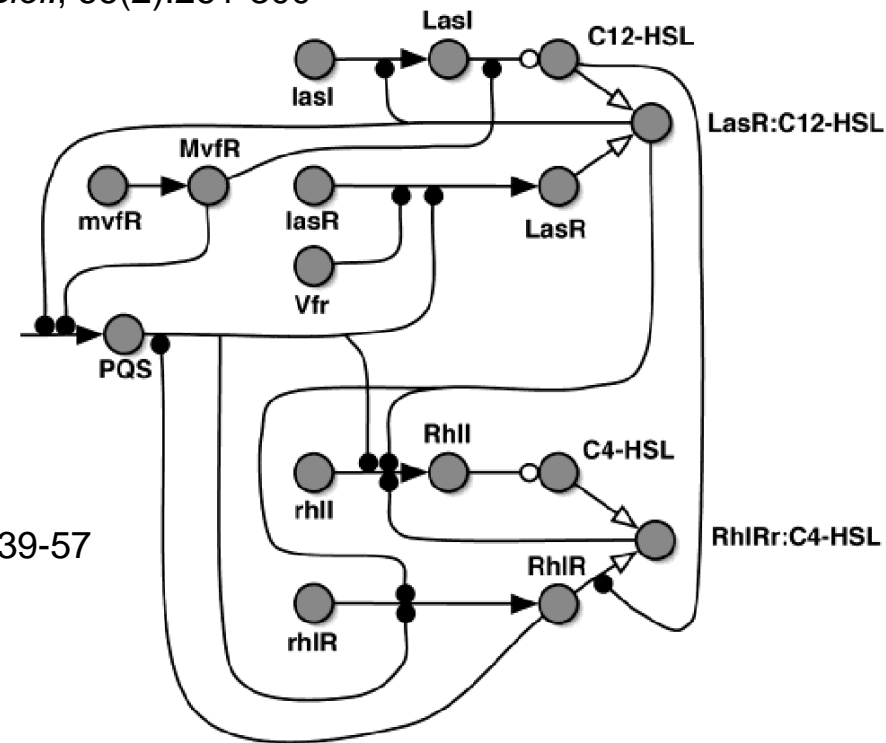 LasI
C12-HSL
lasI
LasR:C12-HSL
MvfR
mvfR
lasR
LasR
Vfr
PQS
RhlI
C4-HSL
rhlI
39-57
RhlRr:C4-HSL
RhlR
rhlR